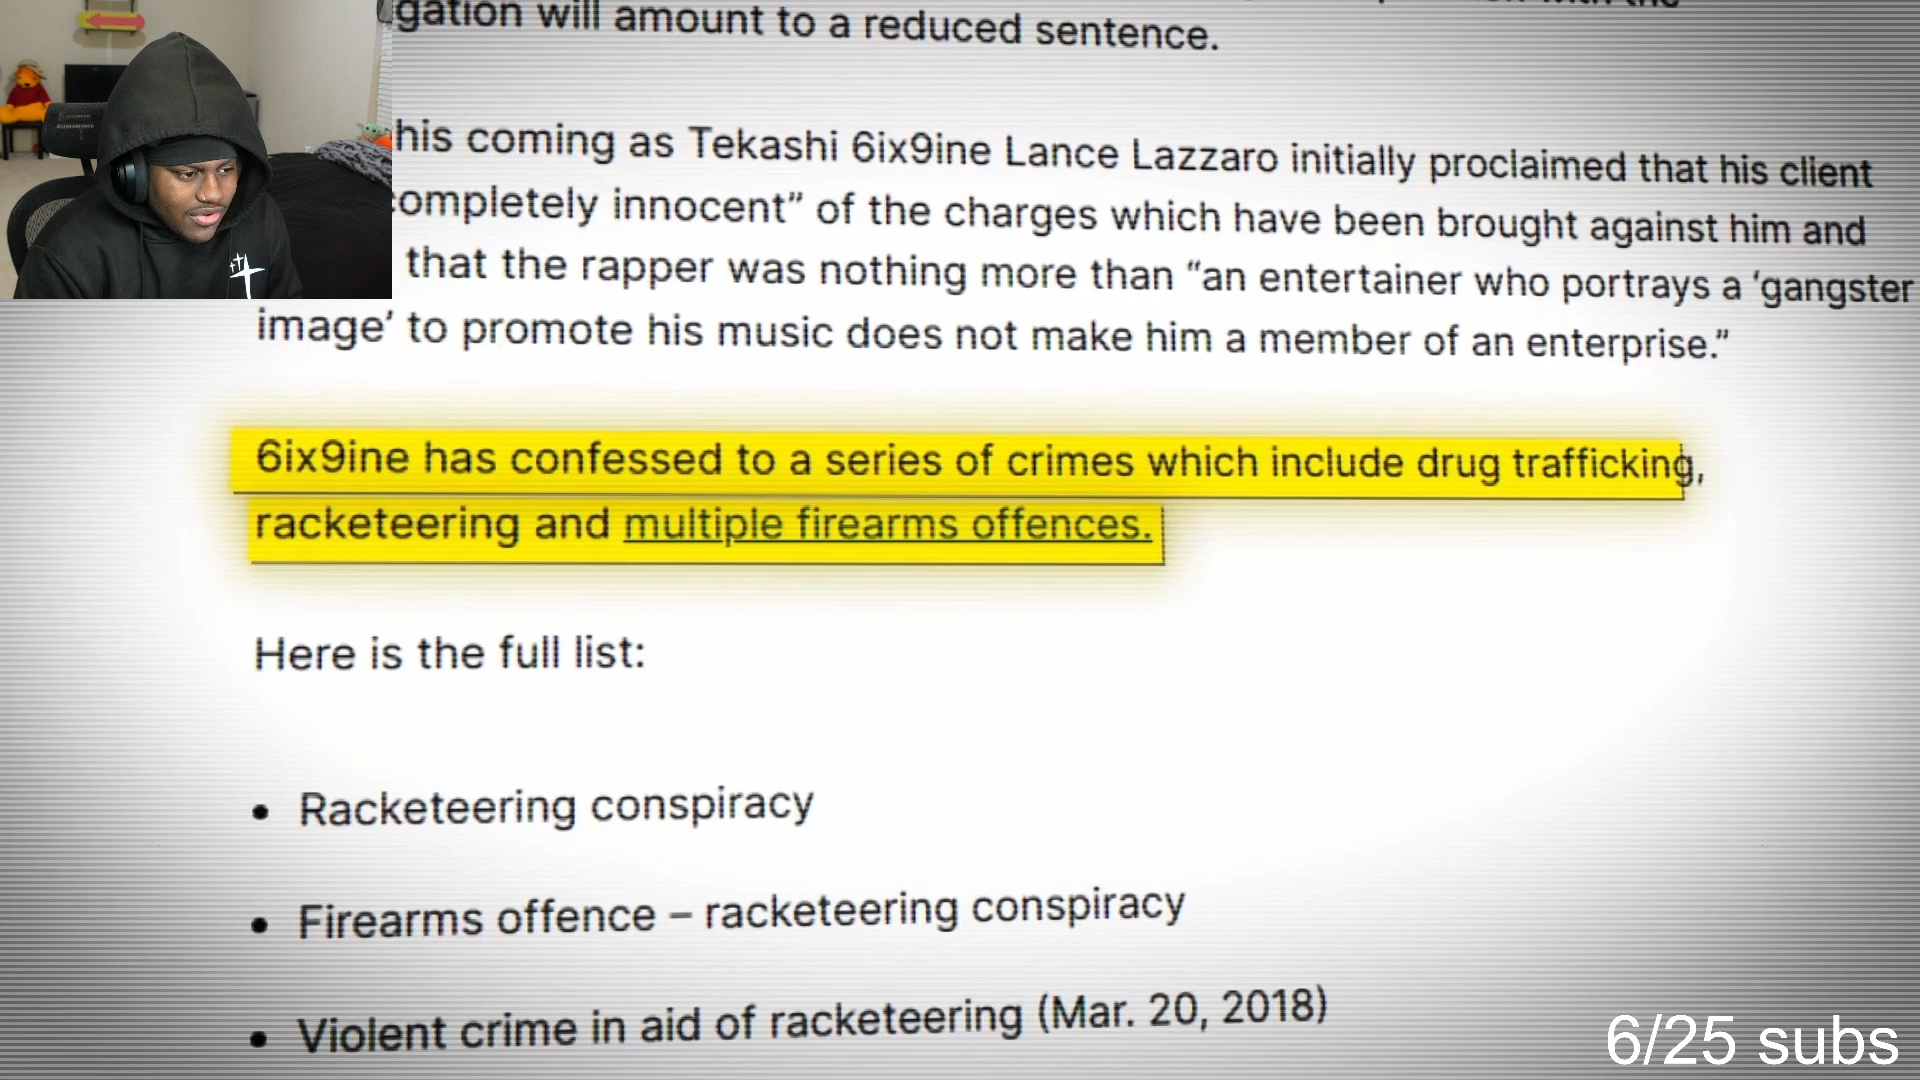 gation will amount to a reduced sentence.
his coming as Tekashi 6ix9ine Lance Lazzaro initially proclaimed that his client
completely innocent” of the charges which have been brought against him and
that the rapper was nothing more than “an entertainer who portrays a ‘gangster
image’ to promote his music does not make him a member of an enterprise.”
6ix9ine has confessed to a series of crimes which include drug trafficking,
racketeering and multiple firearms offences.
Here is the full list:
• Racketeering conspiracy
• Firearms offence – racketeering conspiracy
• Violent crime in aid of racketeering (Mar. 20, 2018)
6/25 subs